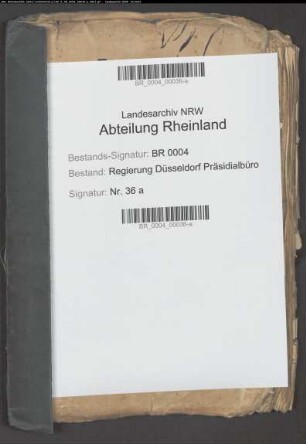 BR_0004_00036-a
Landesarchiv NRW
Abteilung Rheinland
Bestands-Signatur: BR 0004
Bestand: Regierung Düsseldorf Präsidialbüro
Signatur: Nr. 36 a
BR_0004_00036-a